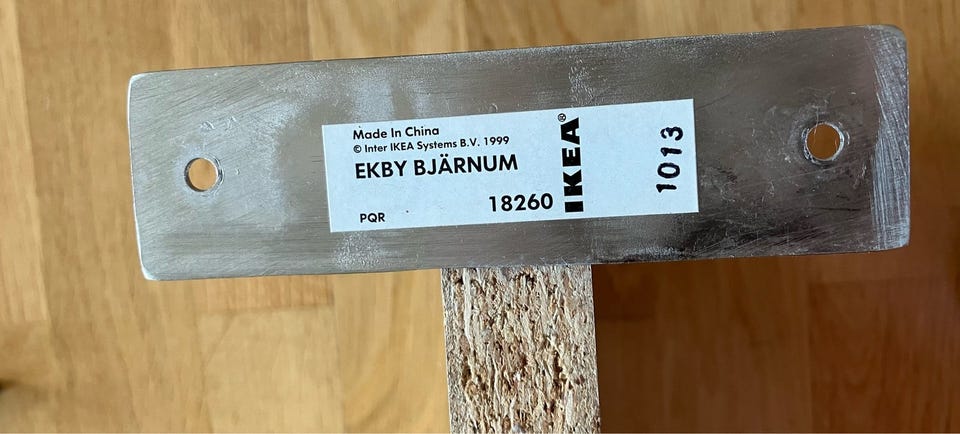 Made In China
© Inter IKEA Systems B.V. 1999
EKBY BJÄRNUM
18260
PQR
IKEA®
1013